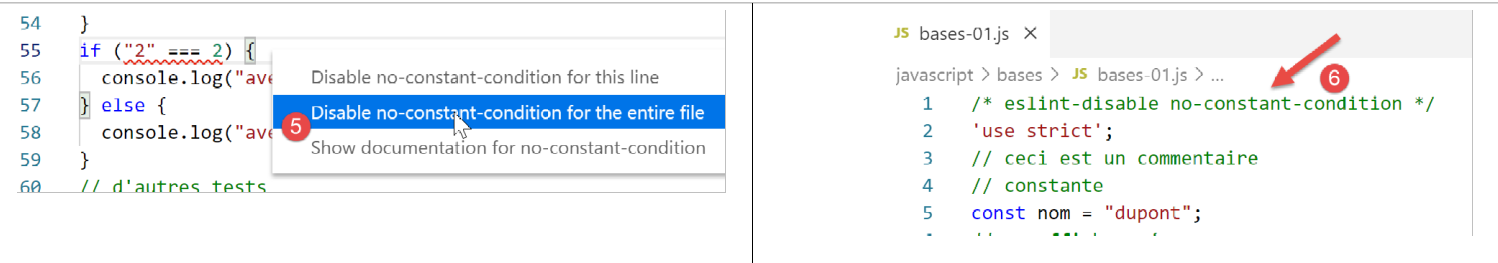 54 }
55 if ("2" === 2) {
56 console.log("ave
57 } else {
58 console.log("ave
59 }
60 // d'autres tests
Disable no-constant-condition for this line
5 Disable no-constant-condition for the entire file
Show documentation for no-constant-condition
JS bases-01.js ×
javascript > bases > JS bases-01.js > ...
6
1 /* eslint-disable no-constant-condition */
2 'use strict';
3 // ceci est un commentaire
4 // constante
5 const nom = "dupont";